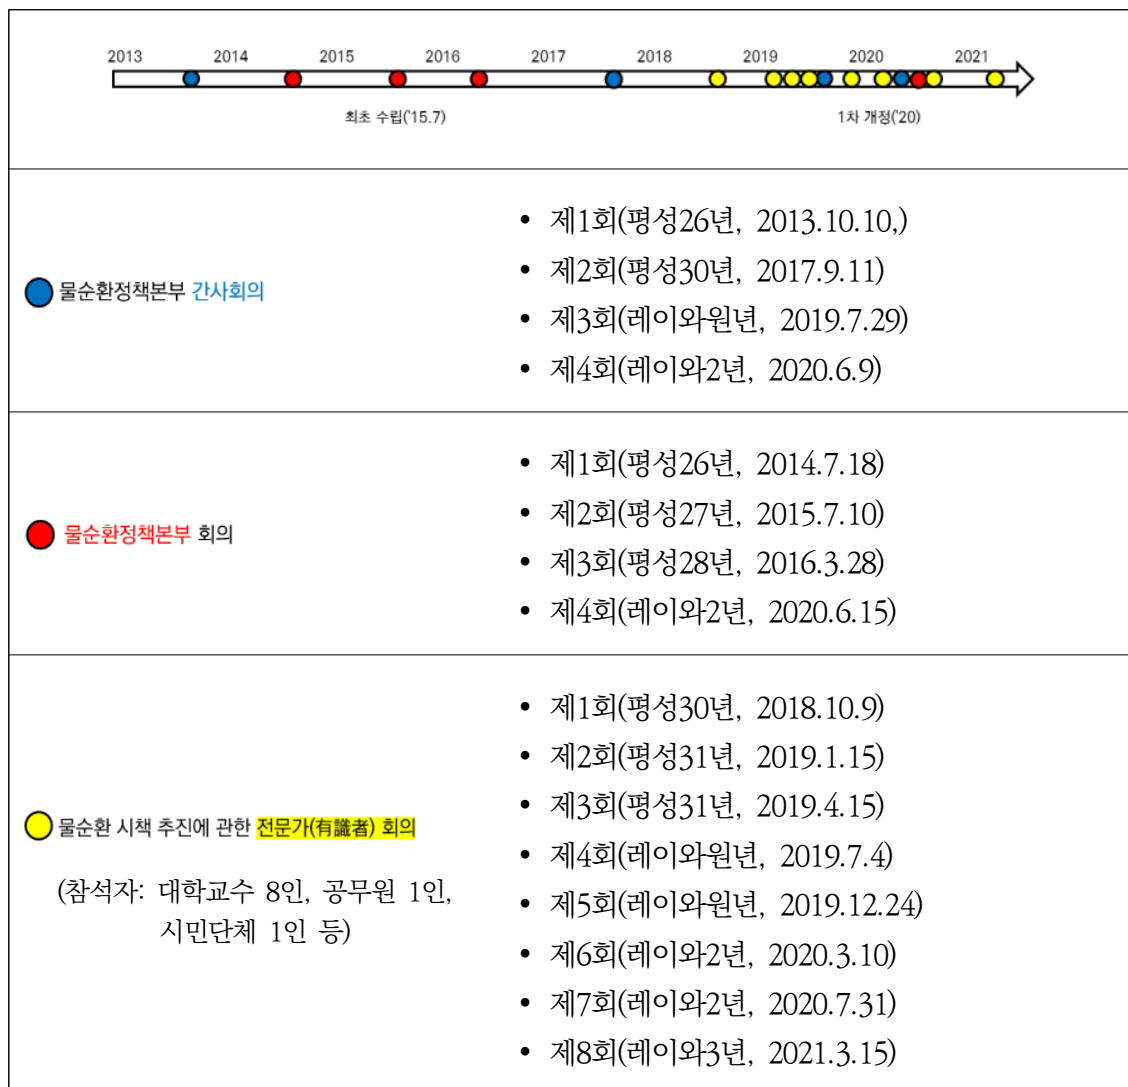 2013 2014 2015 2016 2017 2018 2019 2020 2021
최초 수립('15.7) 1차 개정('20)
물순환정책본부 간사회의
• 제1회(평성26년, 2013.10.10,)
• 제2회(평성30년, 2017.9.11)
• 제3회(레이와원년, 2019.7.29)
• 제4회(레이와2년, 2020.6.9)
물순환정책본부 회의
• 제1회(평성26년, 2014.7.18)
• 제2회(평성27년, 2015.7.10)
• 제3회(평성28년, 2016.3.28)
• 제4회(레이와2년, 2020.6.15)
물순환 시책 추진에 관한 전문가(有識者) 회의
(참석자: 대학교수 8인, 공무원 1인,
시민단체 1인 등)
• 제1회(평성30년, 2018.10.9)
• 제2회(평성31년, 2019.1.15)
• 제3회(평성31년, 2019.4.15)
• 제4회(레이와원년, 2019.7.4)
• 제5회(레이와원년, 2019.12.24)
• 제6회(레이와2년, 2020.3.10)
• 제7회(레이와2년, 2020.7.31)
• 제8회(레이와3년, 2021.3.15)